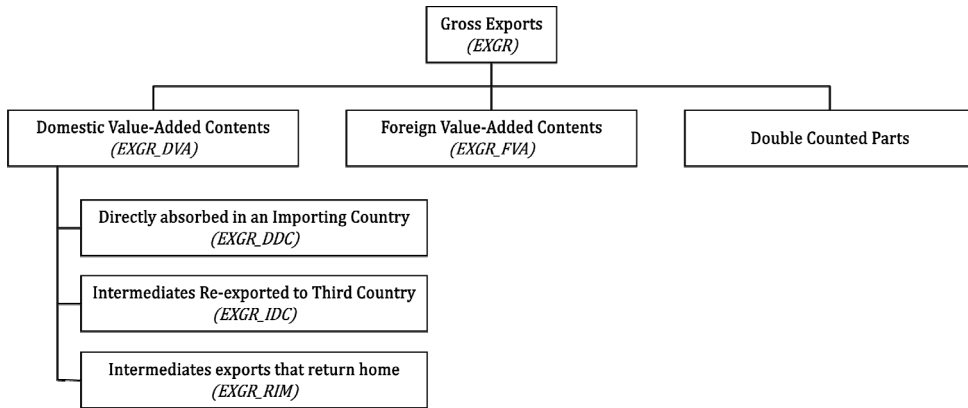 Gross Exports
(EXGR)
Domestic Value-Added Contents
(EXGR_DVA)
Foreign Value-Added Contents
(EXGR_FVA)
Double Counted Parts
Directly absorbed in an Importing Country
(EXGR_DDC)
Intermediates Re-exported to Third Country
(EXGR_IDC)
Intermediates exports that return home
(EXGR_RIM)